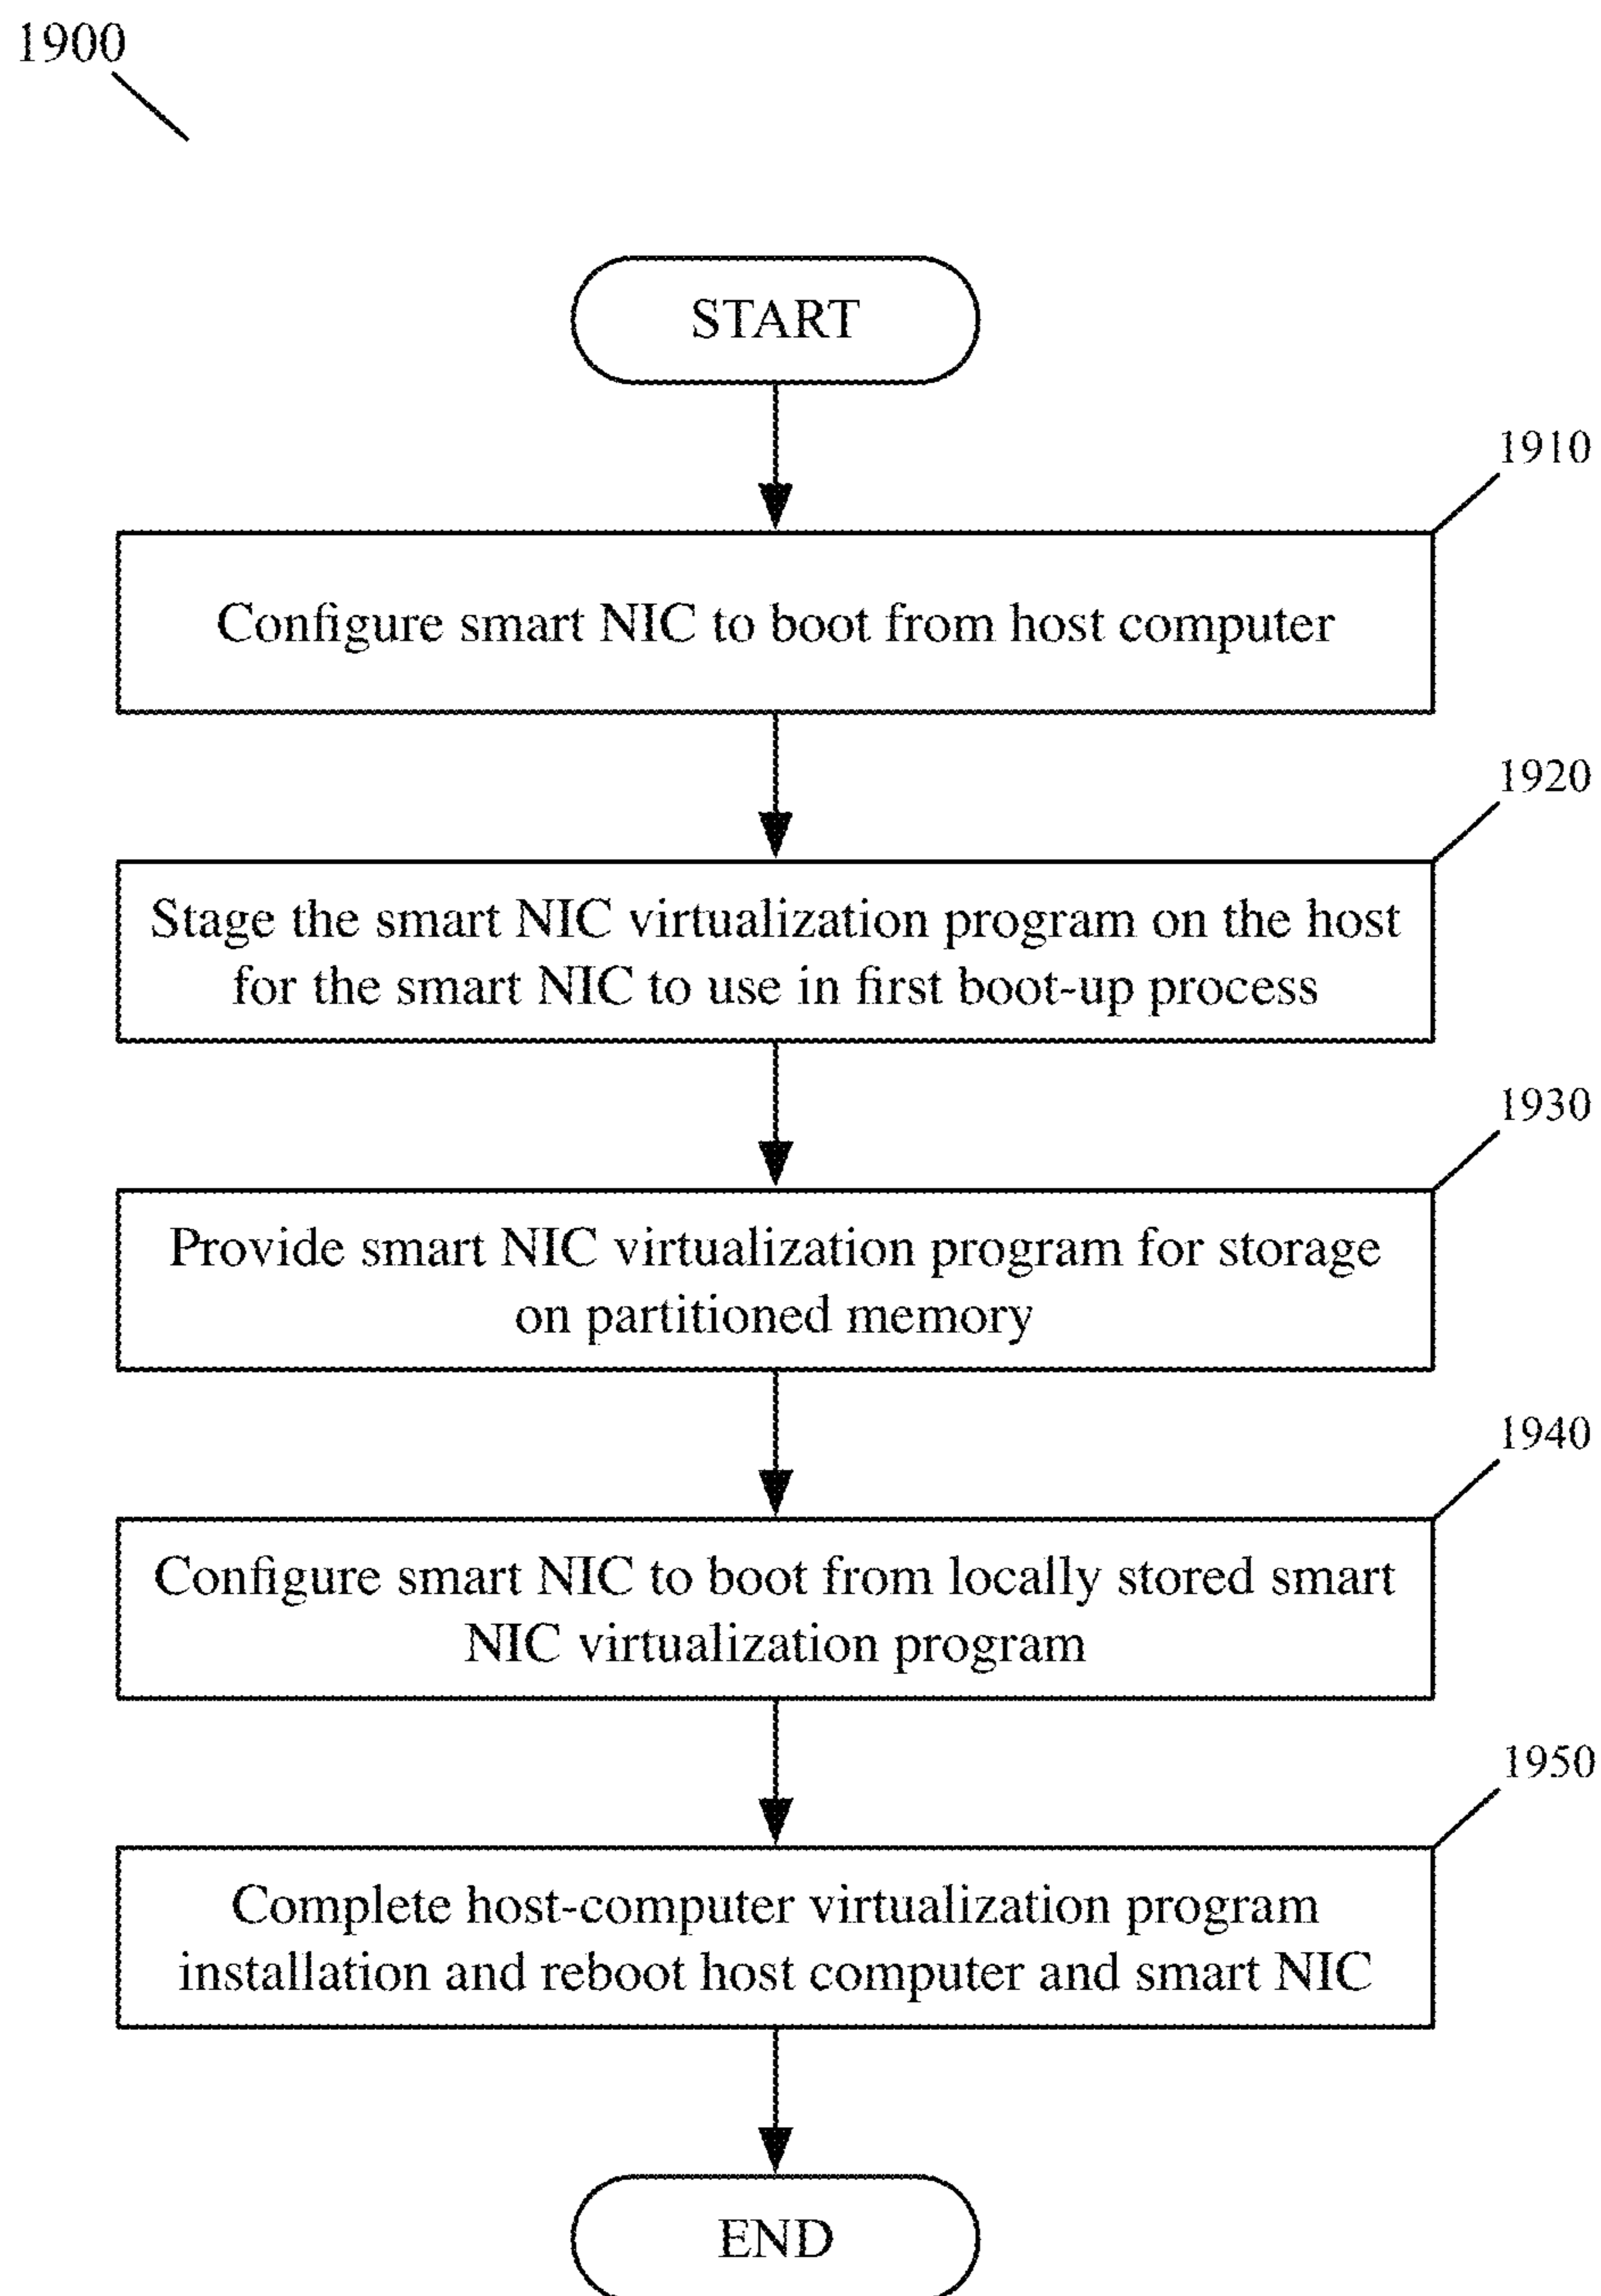 1900
START
1910
Configure smart NIC to boot from host computer
1920
Stage the smart NIC virtualization program on the host
for the smart NIC to use in first boot-up process
1930
Provide smart NIC virtualization program for storage
on partitioned memory
1940
Configure smart NIC to boot from locally stored smart
NIC virtualization program
1950
Complete host-computer virtualization program
installation and reboot host computer and smart NIC
END